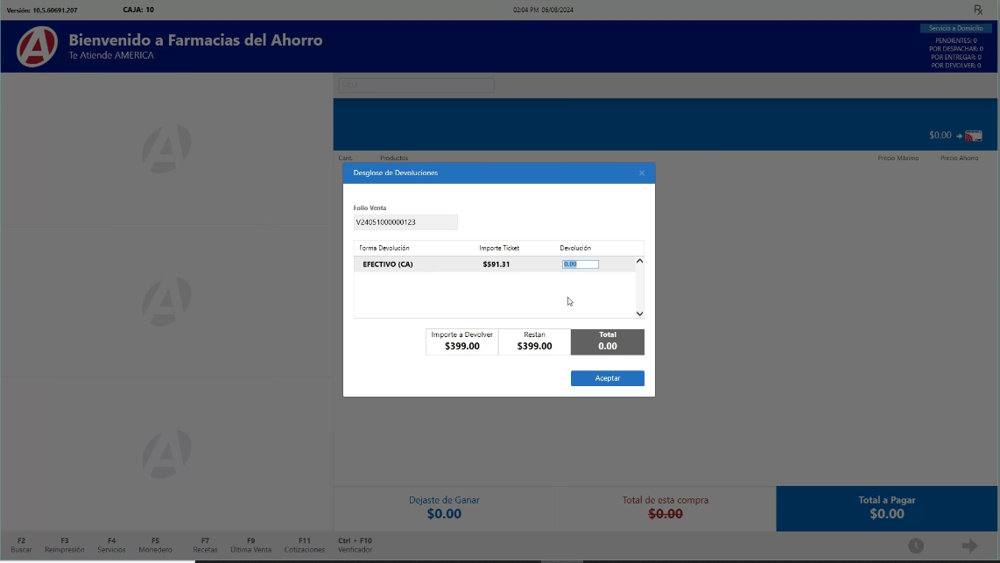 Versión: 10.5.60691.207
CAJA: 10
02:04 PM 06/08/2024
Bienvenido a Farmacias del Ahorro
Te Atiende AMERICA
Servicio a Domicilio
PENDIENTES: 0
POR DESPACHAR: 0
POR ENTREGAR: 0
POR DEVOLVER: 0
$0.00
Cant. Productos Precio Máximo Precio Ahorro
Desglose de Devoluciones
Folio Venta
V24051000000123
Forma Devolución Importe Ticket Devolución
EFECTIVO (CA) $591.31 0.00
Importe a Devolver Restan Total
$399.00 $399.00 0.00
Aceptar
Dejaste de Ganar Total de esta compra Total a Pagar
$0.00 $0.00 $0.00
F2 F3 F4 F5 F7 F9 F11 Ctrl + F10
Buscar Reimpresión Servicios Monedero Recetas Última Venta Cotizaciones Verificador